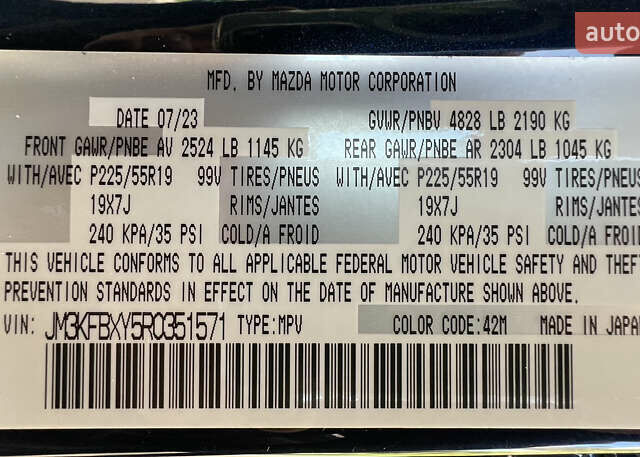 auto
MFD. BY MAZDA MOTOR CORPORATION
DATE 07/23 GVWR/PNBV 4828 LB 2190 KG
FRONT GAWR/PNBE AV 2524 LB 1145 KG REAR GAWR/PNBE AR 2304 LB 1045 KG
WITH/AVEC P225/55R19 99V TIRES/PNEUS WITH/AVEC P225/55R19 99V TIRES/PNEUS
19X7J RIMS/JANTES 19X7J RIMS/JANTES
240 KPA/35 PSI COLD/A FROID 240 KPA/35 PSI COLD/A FROID
THIS VEHICLE CONFORMS TO ALL APPLICABLE FEDERAL MOTOR VEHICLE SAFETY AND THEFT
PREVENTION STANDARDS IN EFFECT ON THE DATE OF MANUFACTURE SHOWN ABOVE.
VIN: JM3KFBXY5R0351571 TYPE:MPV COLOR CODE:42M MADE IN JAPAN